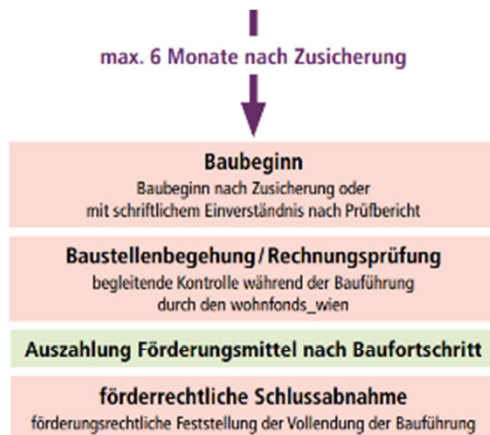 max. 6 Monate nach Zusicherung
Baubeginn
Baubeginn nach Zusicherung oder
mit schriftlichem Einverständnis nach Prüfbericht
Baustellenbegehung/Rechnungsprüfung
begleitende Kontrolle während der Bauführung
durch den wohnfonds_wien
Auszahlung Förderungsmittel nach Baufortschritt
förderrechtliche Schlussabnahme
förderungsrechtliche Feststellung der Vollendung der Bauführung